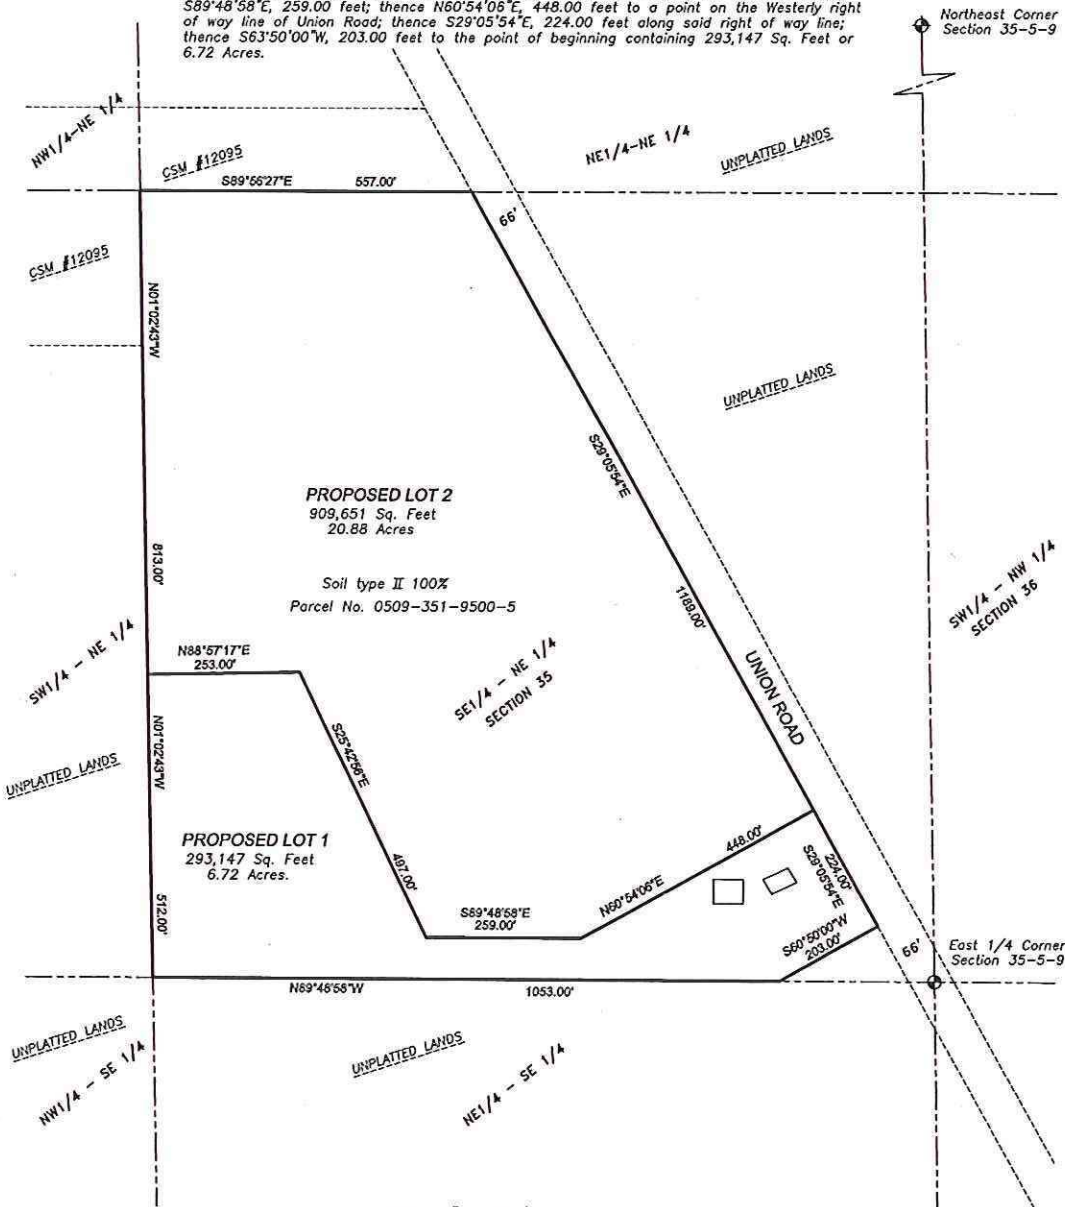 S89°48'58"E, 259.00 feet; thence N60°54'06"E, 448.00 feet to a point on the Westerly right
of way line of Union Road; thence S29°05'54"E, 224.00 feet along said right of way line;
thence S63°50'00"W, 203.00 feet to the point of beginning containing 293,147 Sq. Feet or
6.72 Acres.
Northeast Corner
Section 35-5-9
NW1/4-NE 1/4
CSM #12095
NE1/4-NE 1/4
UNPLATTED LANDS
S89°56'27"E 557.00'
66'
CSM #12095
N01°02'43"W
UNPLATTED LANDS
S29°05'54"E
PROPOSED LOT 2
909,651 Sq. Feet
20.88 Acres
813.00'
Soil type II 100%
Parcel No. 0509-351-9500-5
1189.00'
SW1/4 - NW 1/4
SECTION 36
SW1/4 - NE 1/4
N88°57'17"E
253.00'
SE1/4 - NE 1/4
SECTION 35
UNION ROAD
N01°02'43"W
S25°42'56"E
UNPLATTED LANDS
PROPOSED LOT 1
293,147 Sq. Feet
6.72 Acres.
497.00'
448.00'
N60°54'06"E
224.00'
S29°05'54"E
512.00'
S89°48'58"E
259.00'
S60°50'00"W
203.00'
66'
East 1/4 Corner
Section 35-5-9
N89°48'58"W 1053.00'
UNPLATTED LANDS
NW1/4 - SE 1/4
UNPLATTED LANDS
NE1/4 - SE 1/4